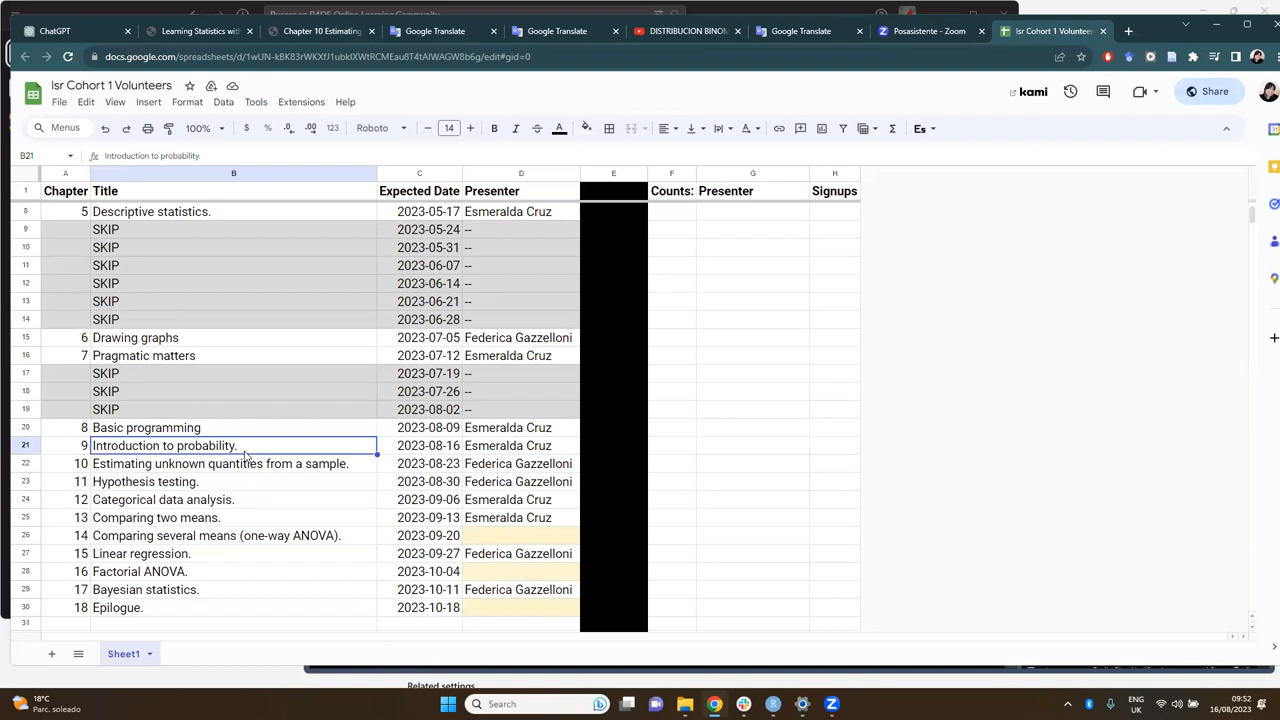 ChatGPT
Learning Statistics with
Chapter 10 Estimating
Google Translate
Google Translate
DISTRIBUCION BINOM
Google Translate
Posasistente - Zoom
lsr Cohort 1 Volunteers
lsr Cohort 1 Volunteers
File Edit View Insert Format Data Tools Extensions Help
kami
Share
Menus
100%
$ % .0 .00 123
Roboto
14
B I A
Es
B21
fx Introduction to probability.
A B C D E F G H
1 Chapter Title Expected Date Presenter Counts: Presenter Signups
8 5 Descriptive statistics. 2023-05-17 Esmeralda Cruz
9 SKIP 2023-05-24 --
10 SKIP 2023-05-31 --
11 SKIP 2023-06-07 --
12 SKIP 2023-06-14 --
13 SKIP 2023-06-21 --
14 SKIP 2023-06-28 --
15 6 Drawing graphs 2023-07-05 Federica Gazzelloni
16 7 Pragmatic matters 2023-07-12 Esmeralda Cruz
17 SKIP 2023-07-19 --
18 SKIP 2023-07-26 --
19 SKIP 2023-08-02 --
20 8 Basic programming 2023-08-09 Esmeralda Cruz
21 9 Introduction to probability. 2023-08-16 Esmeralda Cruz
22 10 Estimating unknown quantities from a sample. 2023-08-23 Federica Gazzelloni
23 11 Hypothesis testing. 2023-08-30 Federica Gazzelloni
24 12 Categorical data analysis. 2023-09-06 Esmeralda Cruz
25 13 Comparing two means. 2023-09-13 Esmeralda Cruz
26 14 Comparing several means (one-way ANOVA). 2023-09-20
27 15 Linear regression. 2023-09-27 Federica Gazzelloni
28 16 Factorial ANOVA. 2023-10-04
29 17 Bayesian statistics. 2023-10-11 Federica Gazzelloni
30 18 Epilogue. 2023-10-18
31
Sheet1
Related settings
18°C
Parc. soleado
Search
ENG
UK
09:52
16/08/2023